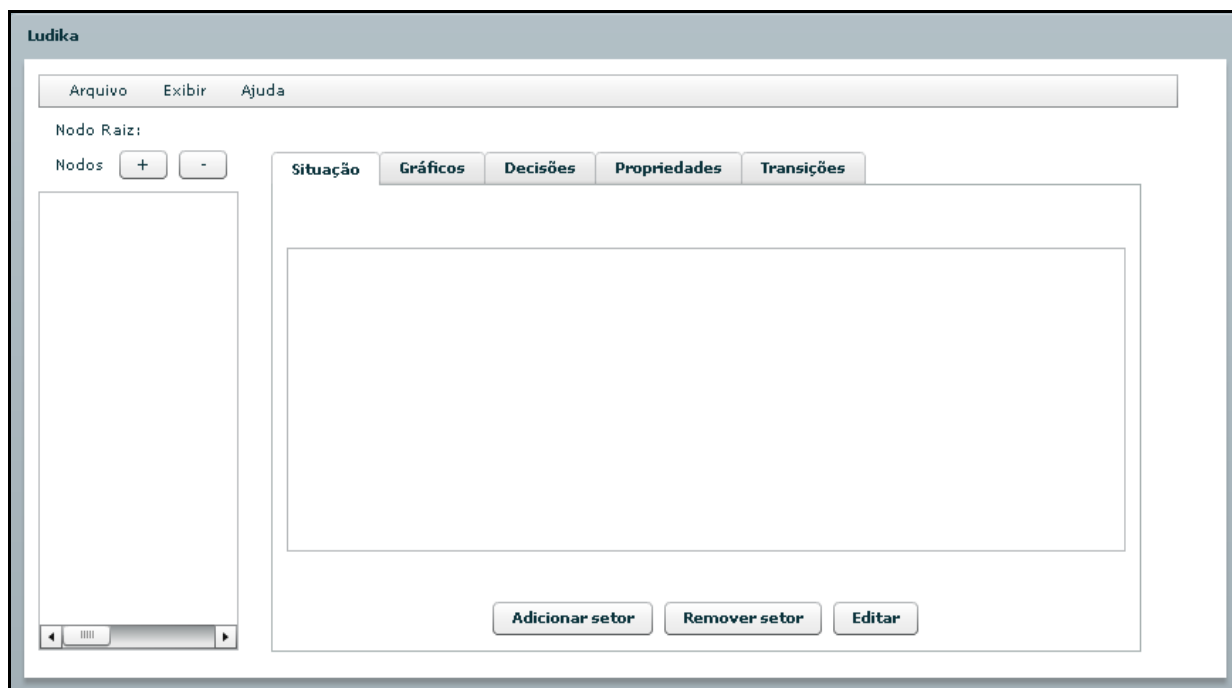 Ludika
Arquivo Exibir Ajuda
Nodo Raiz:
Nodos + -
Situação Gráficos Decisões Propriedades Transições
Adicionar setor Remover setor Editar